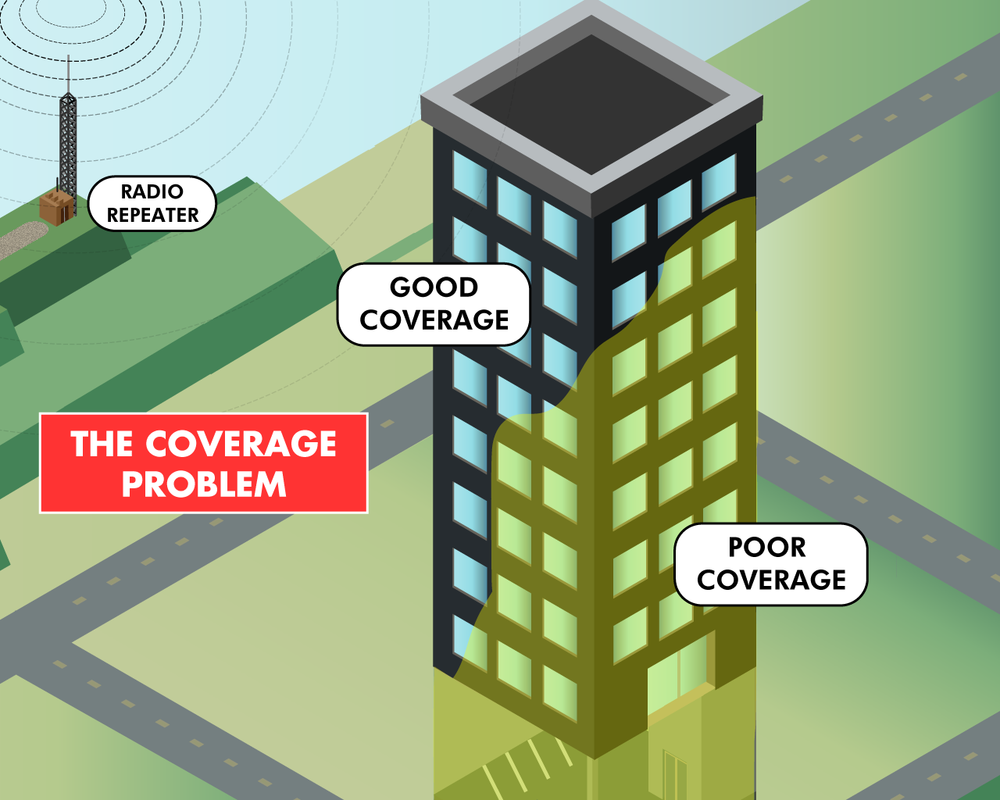 RADIO
REPEATER
GOOD
COVERAGE
THE COVERAGE
PROBLEM
POOR
COVERAGE